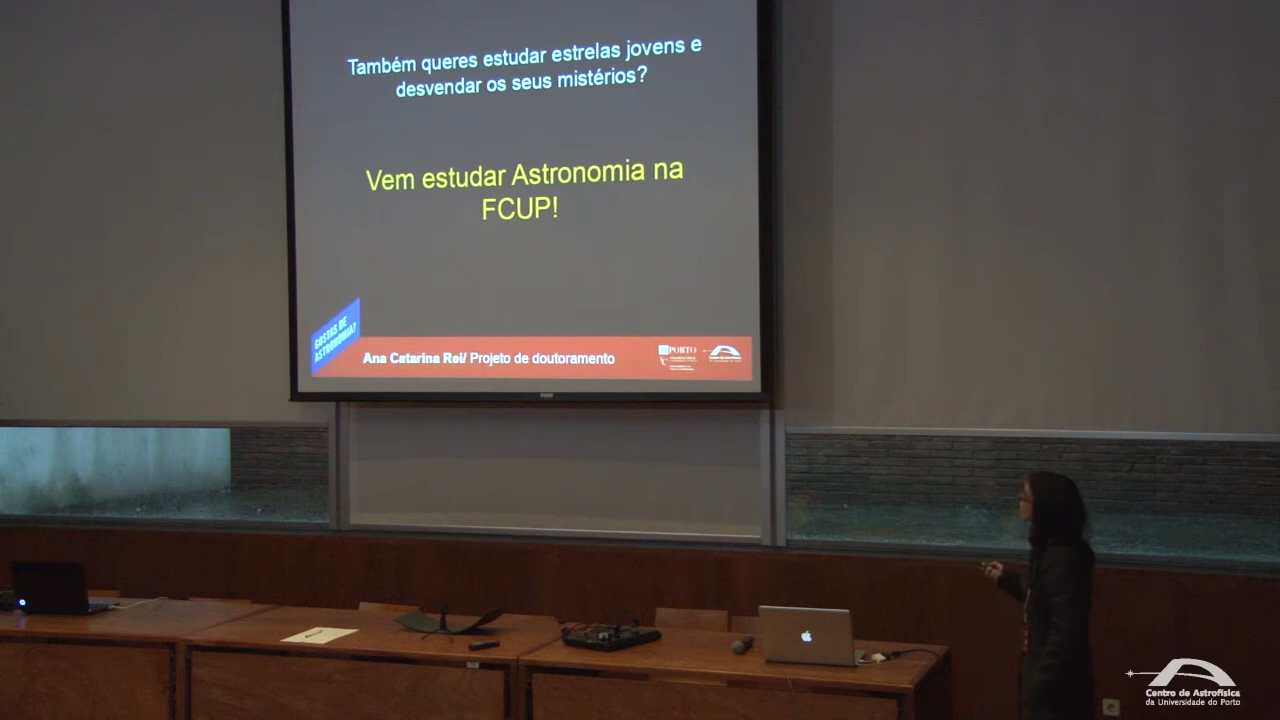 Também queres estudar estrelas jovens e
desvendar os seus mistérios?
Vem estudar Astronomia na
FCUP!
GOSTAS DE
ASTRONOMIA?
Ana Catarina Rei/ Projeto de doutoramento
PORTO
Centro de Astrofísica
da Universidade do Porto